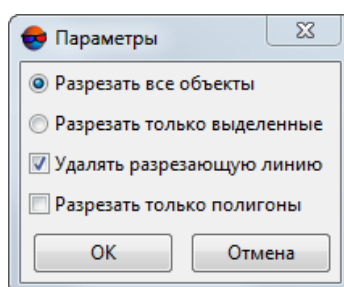 Параметры
Разрезать все объекты
Разрезать только выделенные
Удалять разрезающую линию
Разрезать только полигоны
OK
Отмена